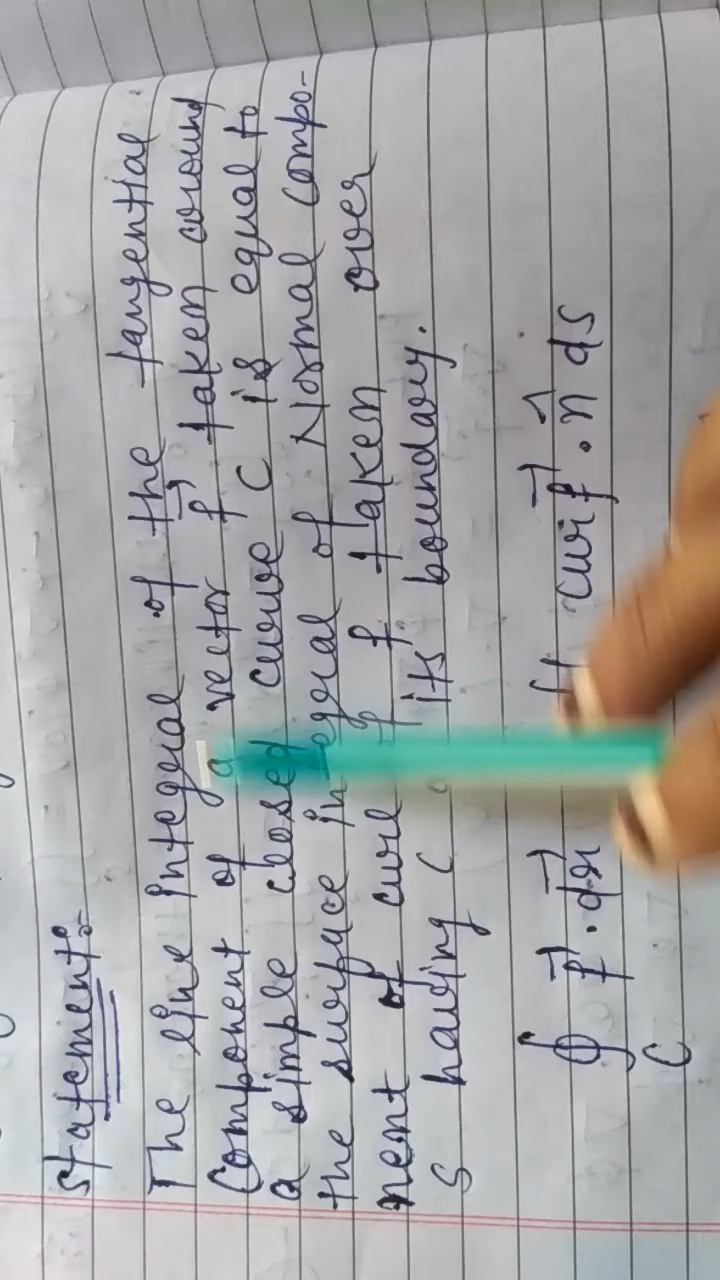 Statement:-
The line integral of the tangential
Component of a vector f⃗ taken around
a simple closed curve C is equal to
the surface integral of Normal compo-
nent of curl of f taken over
S having C its boundary.
∮ f⃗ . dr⃗ ∬ curl f⃗ . n̂ ds
C